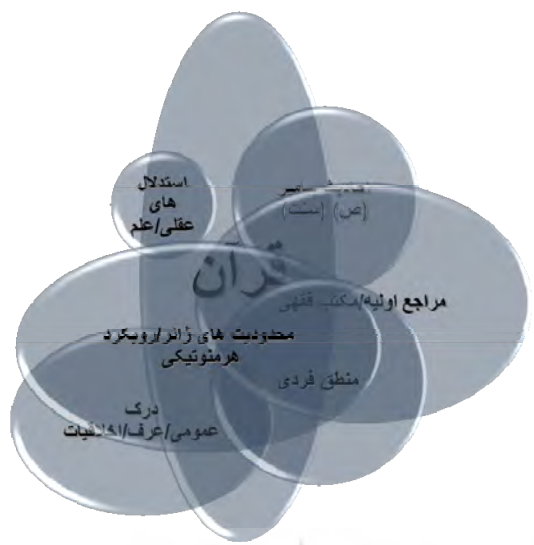 استدلال
های
عقلی/علم
(ص) (سنت)
قرآن
مراجع اولیه/مکتب فقهی
محدودیت های ژانر/رویکرد
هرمنوتیکی
منطق فردی
درک
عمومی/عرف/اخلاقیات